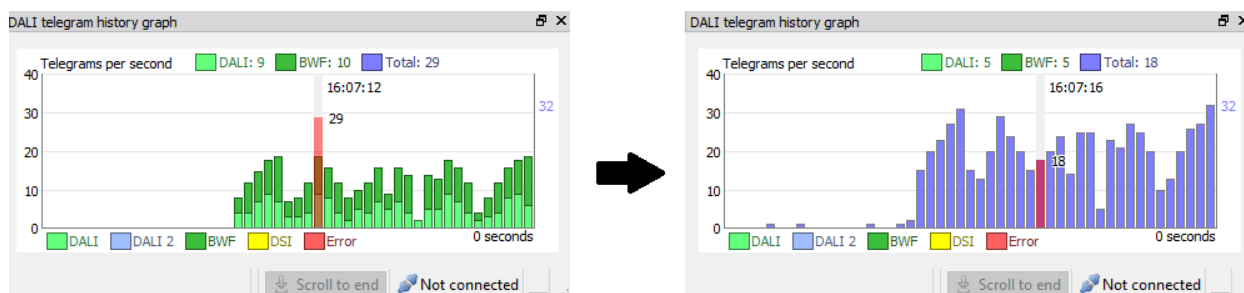 DALI telegram history graph
Telegrams per second DALI: 9 BWF: 10 Total: 29
40
16:07:12
32
30
29
20
10
0
DALI DALI 2 BWF DSI Error 0 seconds
Scroll to end Not connected
DALI telegram history graph
Telegrams per second DALI: 5 BWF: 5 Total: 18
40
16:07:16
32
30
20
18
10
0
DALI DALI 2 BWF DSI Error 0 seconds
Scroll to end Not connected